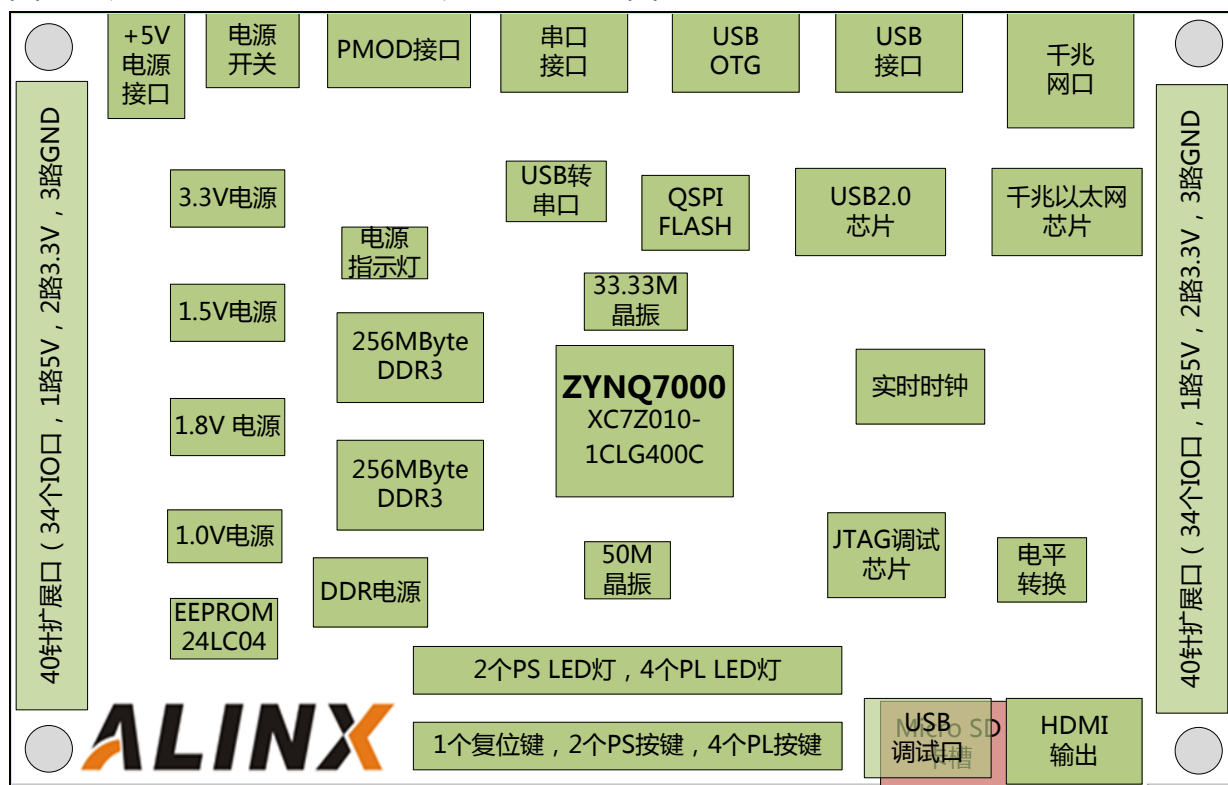 +5V
电源
接口
电源
开关
PMOD接口
串口
接口
USB
OTG
USB
接口
千兆
网口
40针扩展口(34个IO口,1路5V,2路3.3V,3路GND
3.3V电源
USB转
串口
QSPI
FLASH
USB2.0
芯片
千兆以太网
芯片
40针扩展口(34个IO口,1路5V,2路3.3V,3路GND
电源
指示灯
1.5V电源
33.33M
晶振
256MByte
DDR3
ZYNQ7000
XC7Z010-
1CLG400C
实时时钟
1.8V 电源
256MByte
DDR3
1.0V电源
DDR电源
50M
晶振
JTAG调试
芯片
电平
转换
EEPROM
24LC04
2个PS LED灯,4个PL LED灯
ALINX
1个复位键,2个PS按键,4个PL按键
USB
调试口
Micro SD
卡槽
HDMI
输出